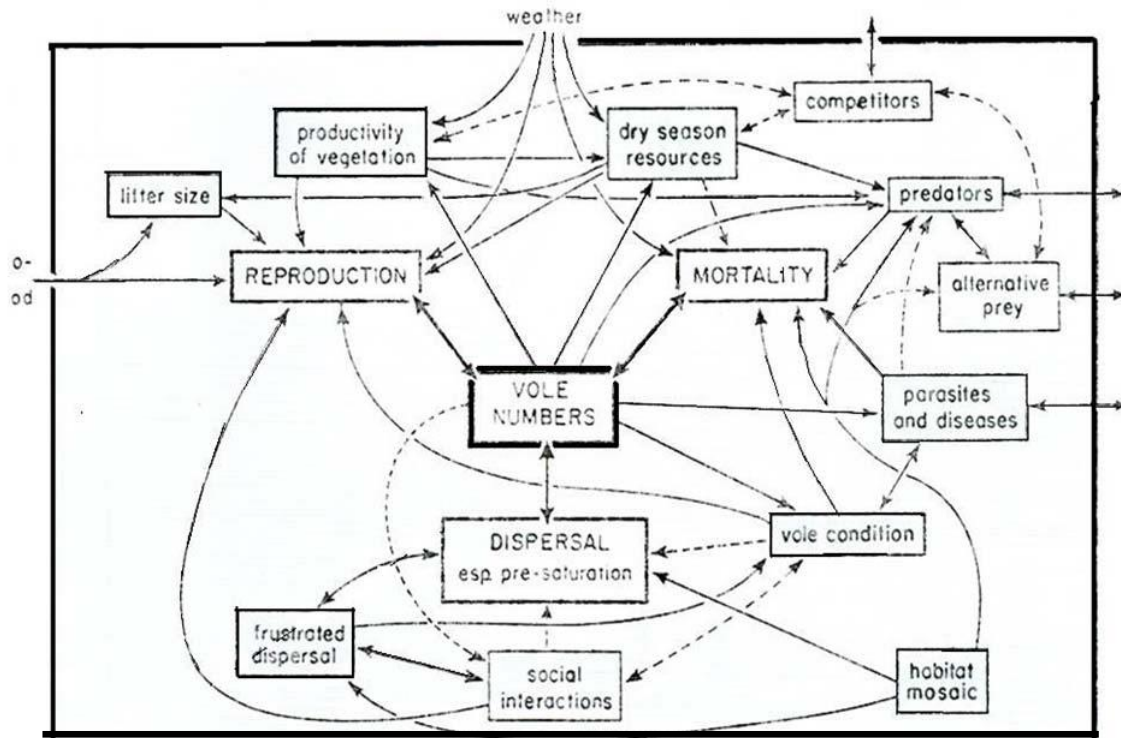 weather
competitors
productivity
of vegetation
dry season
resources
litter size
predators
REPRODUCTION
MORTALITY
alternative
prey
o-
od
VOLE
NUMBERS
parasites
and diseases
DISPERSAL
esp. pre-saturation
vole condition
frustrated
dispersal
social
interactions
habitat
mosaic